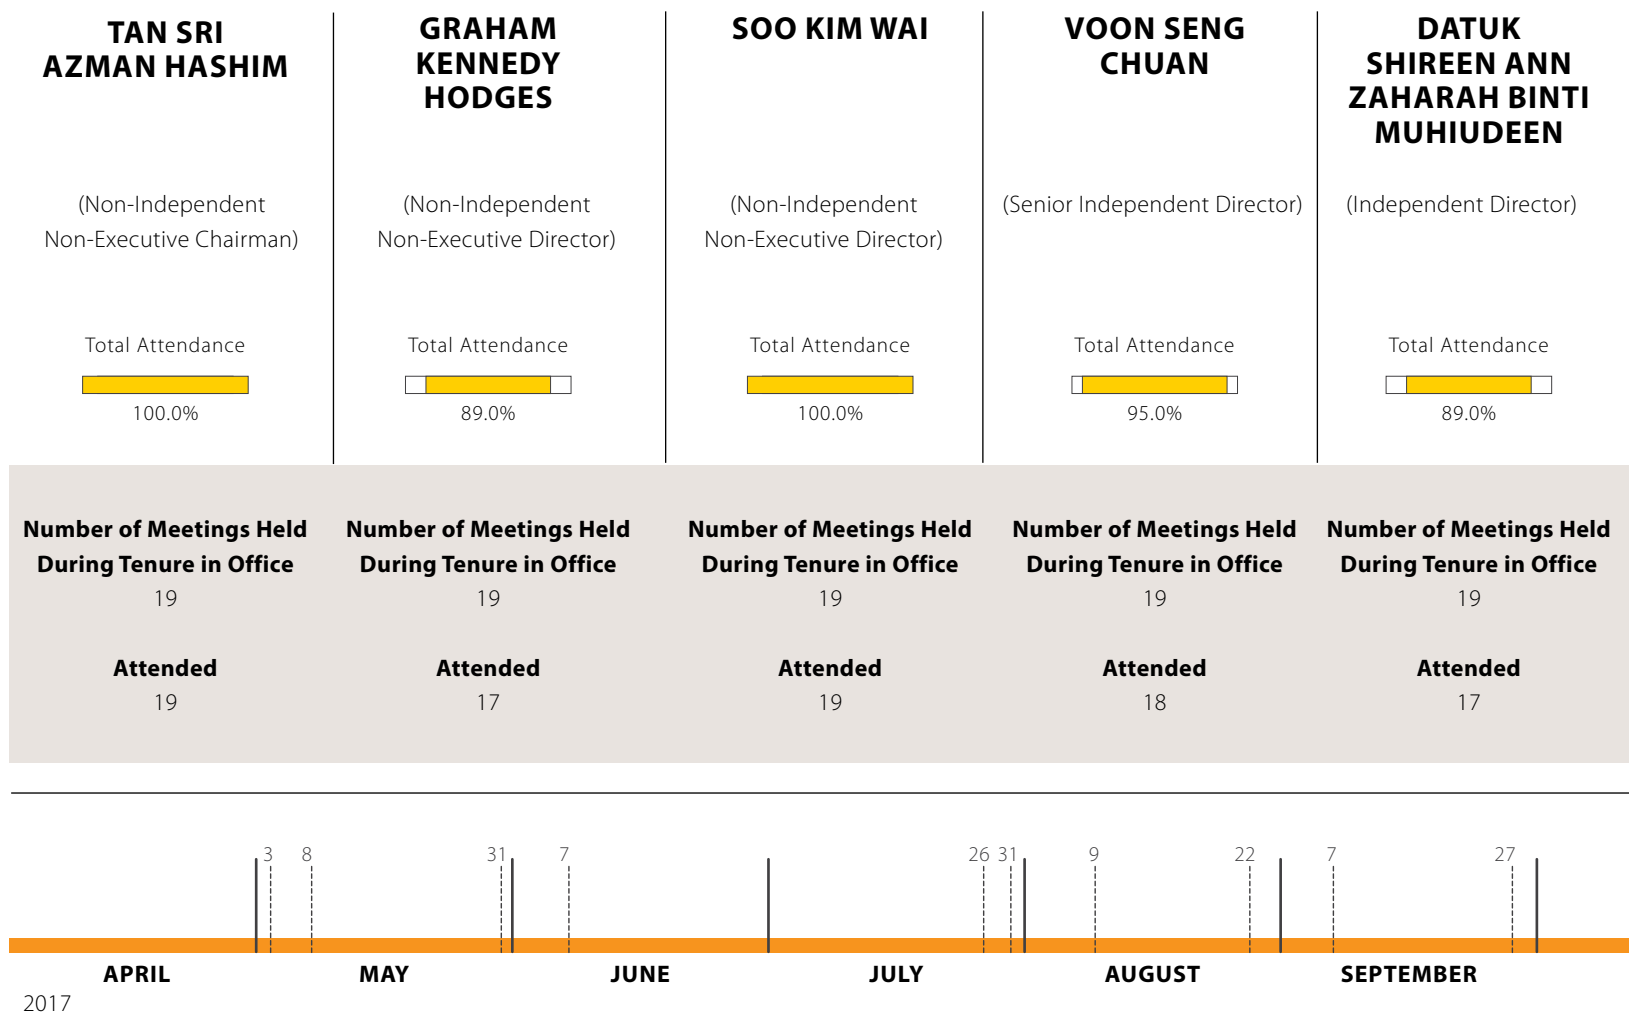 TAN SRI
AZMAN HASHIM
(Non-Independent
Non-Executive Chairman)
Total Attendance
100.0%
Number of Meetings Held
During Tenure in Office
19
Attended
19
GRAHAM
KENNEDY
HODGES
(Non-Independent
Non-Executive Director)
Total Attendance
89.0%
Number of Meetings Held
During Tenure in Office
19
Attended
17
SOO KIM WAI
(Non-Independent
Non-Executive Director)
Total Attendance
100.0%
Number of Meetings Held
During Tenure in Office
19
Attended
19
VOON SENG
CHUAN
(Senior Independent Director)
Total Attendance
95.0%
Number of Meetings Held
During Tenure in Office
19
Attended
18
DATUK
SHIREEN ANN
ZAHARAH BINTI
MUHIUDEEN
(Independent Director)
Total Attendance
89.0%
Number of Meetings Held
During Tenure in Office
19
Attended
17
3 8 31 7 26 31 9 22 7 27
APRIL MAY JUNE JULY AUGUST SEPTEMBER
2017